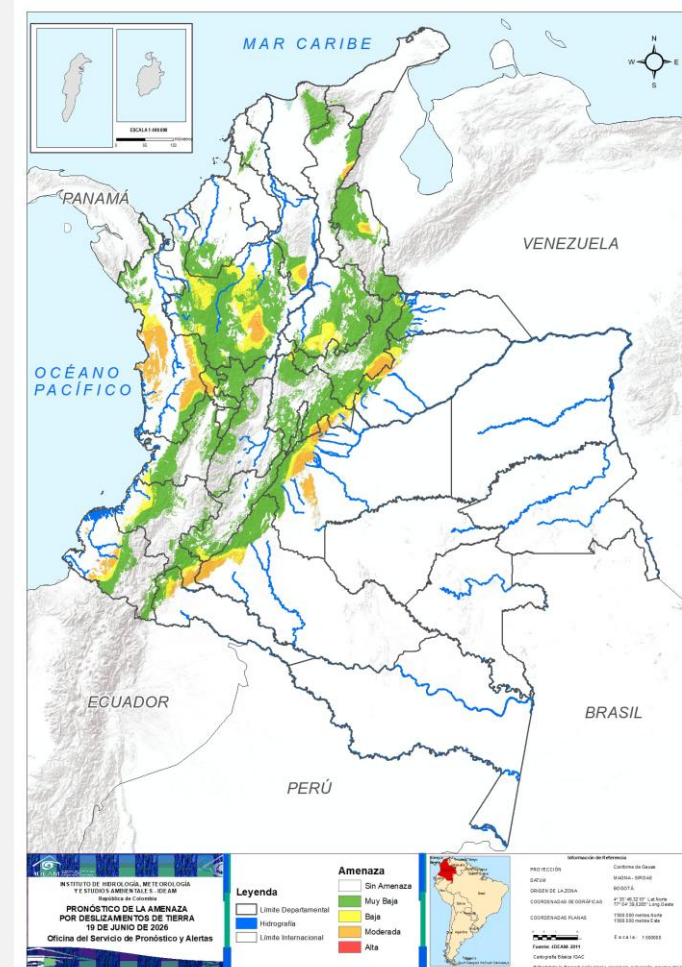 MAR CARIBE
N
W
E
S
ESCALA 1:400.000
PANAMÁ
VENEZUELA
OCÉANO
PACÍFICO
ECUADOR
BRASIL
PERÚ
IDEAM
INSTITUTO DE HIDROLOGÍA, METEOROLOGÍA
Y ESTUDIOS AMBIENTALES - IDEAM
República de Colombia
PRONÓSTICO DE LA AMENAZA
POR DESLIZAMIENTOS DE TIERRA
19 DE JUNIO DE 2026
Oficina del Servicio de Pronóstico y Alertas
Leyenda
Límite Departamental
Hidrografía
Límite Internacional
Amenaza
Sin Amenaza
Muy Baja
Baja
Moderada
Alta
Información de Referencia
PROYECCIÓN Conforme de Gauss
DATUM MAGNA - SIRGAS
ORIGEN DE LA ZONA BOGOTÁ
COORDENADAS GEOGRÁFICAS
COORDENADAS PLANAS
Fuente: IDEAM 2011
Cartografía Básica IGAC